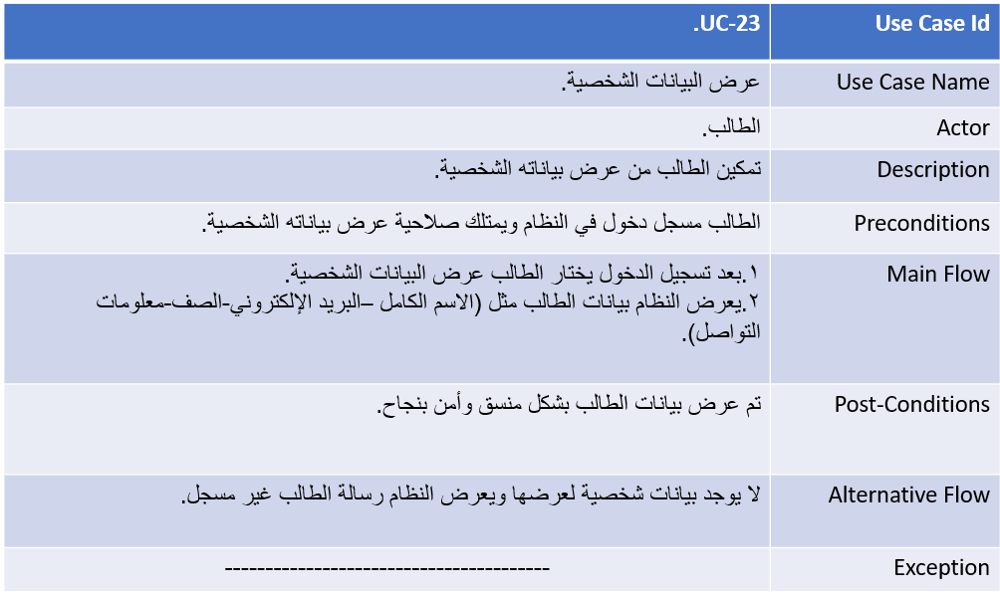 Use Case Id
UC-23.
Use Case Name
عرض البيانات الشخصية.
Actor
الطالب.
Description
تمكين الطالب من عرض بياناته الشخصية.
Preconditions
الطالب مسجل دخول في النظام ويمتلك صلاحية عرض بياناته الشخصية.
Main Flow
١.بعد تسجيل الدخول يختار الطالب عرض البيانات الشخصية.
٢.يعرض النظام بيانات الطالب مثل (الاسم الكامل –البريد الإلكتروني-الصف-معلومات
التواصل).
Post-Conditions
تم عرض بيانات الطالب بشكل منسق وأمن بنجاح.
Alternative Flow
لا يوجد بيانات شخصية لعرضها ويعرض النظام رسالة الطالب غير مسجل.
Exception
----------------------------------------